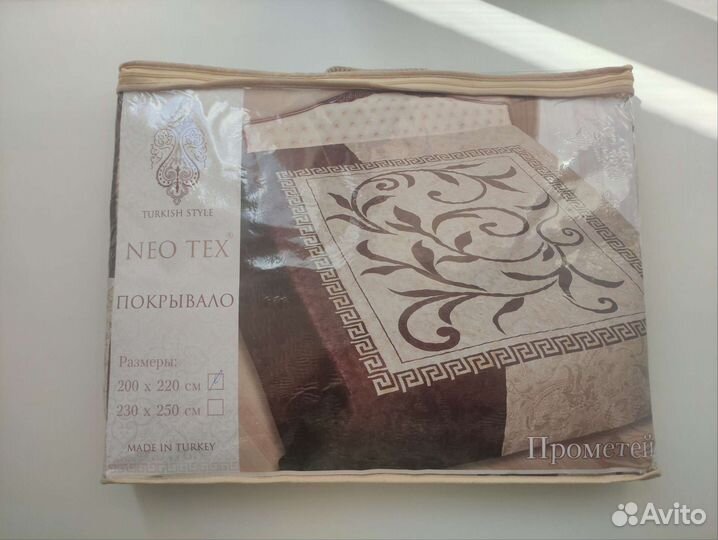 TURKISH STYLE
NEO TEX®
ПОКРЫВАЛО
Размеры:
200 x 220 см
230 x 250 см
MADE IN TURKEY
Прометей
Avito